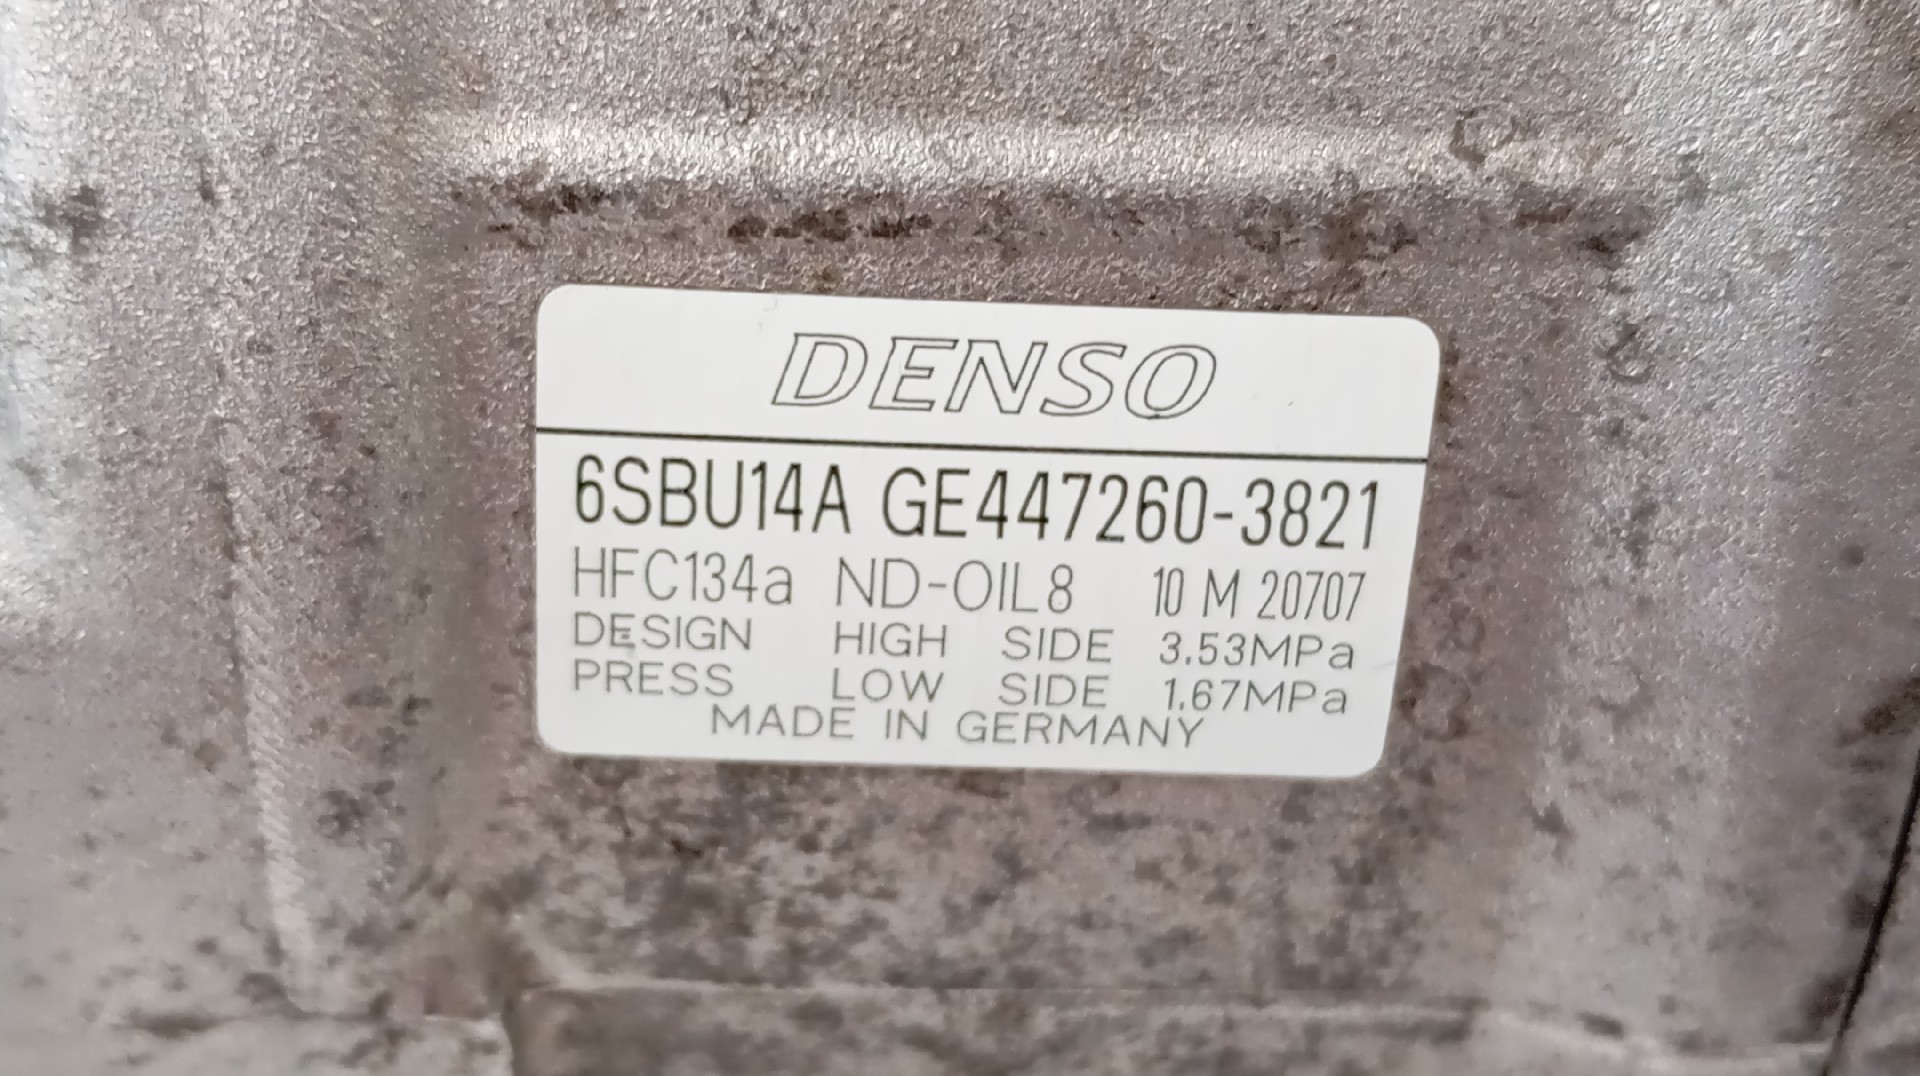 DENSO
6SBU14A GE447260-3821
HFC134a ND-OIL8 10 M 20707
DESIGN HIGH SIDE 3.53MPa
PRESS LOW SIDE 1.67MPa
MADE IN GERMANY